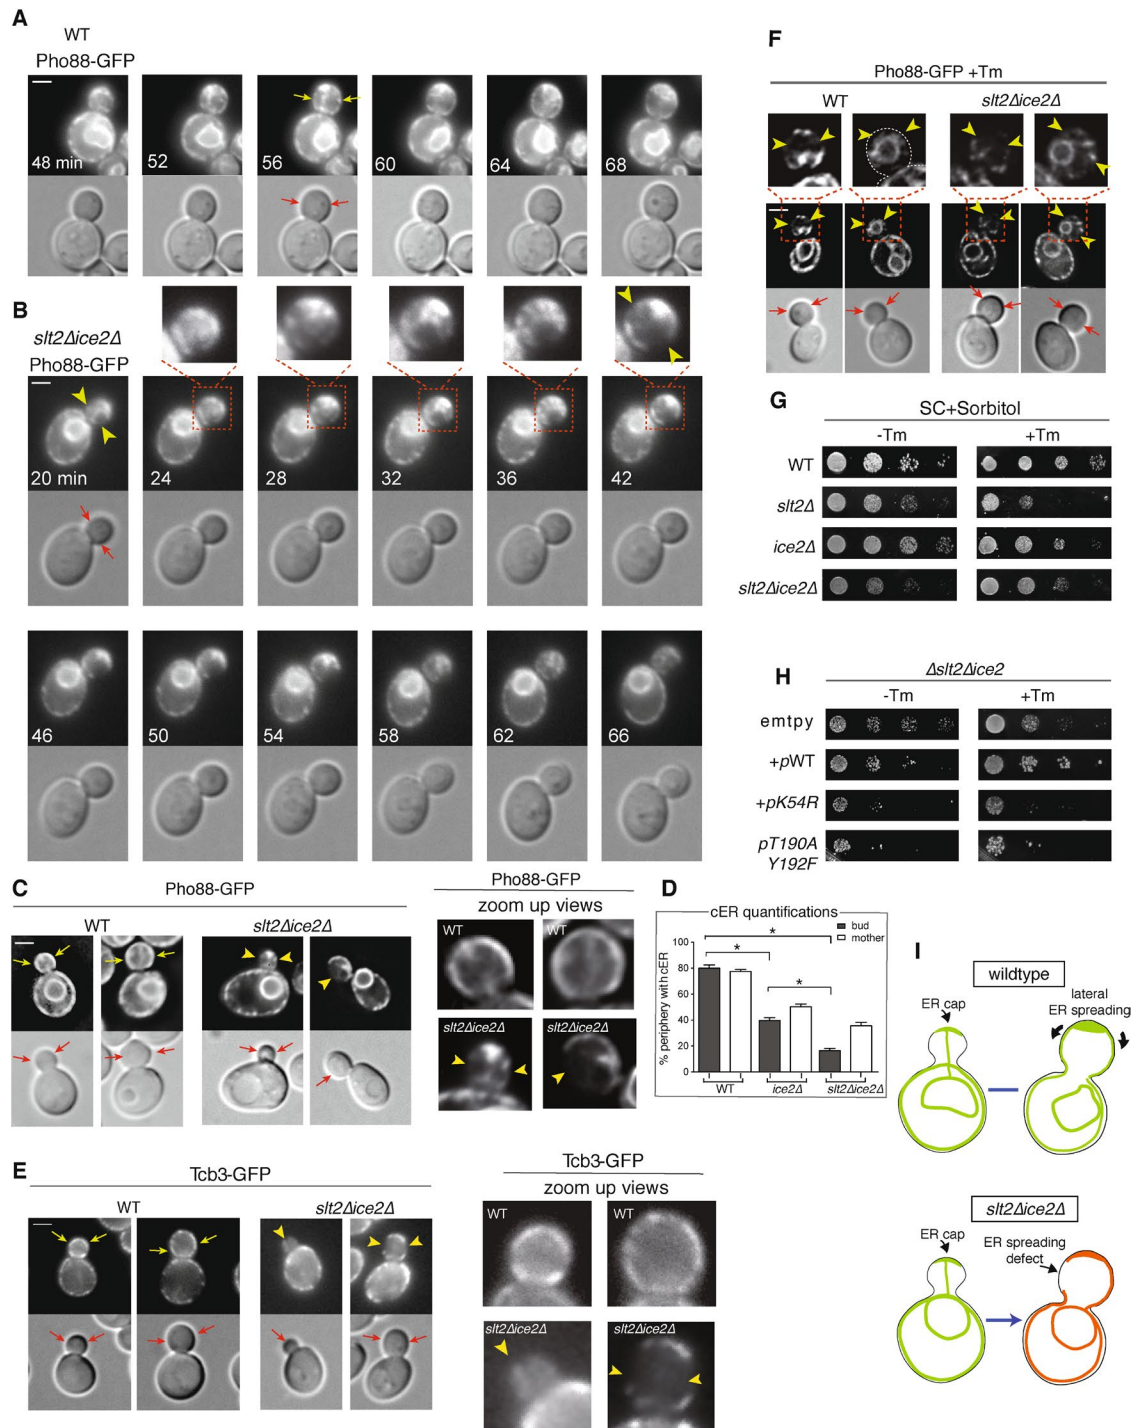 A
WT
Pho88-GFP
48 min
52
56
60
64
68
B
slt2Δice2Δ
Pho88-GFP
20 min
24
28
32
36
42
46
50
54
58
62
66
C
Pho88-GFP
WT
slt2Δice2Δ
Pho88-GFP
zoom up views
WT
WT
slt2Δice2Δ
slt2Δice2Δ
D
cER quantifications
bud
mother
% periphery with cER
100
80
60
40
20
0
*
*
*
WT
ice2Δ
slt2Δice2Δ
E
Tcb3-GFP
WT
slt2Δice2Δ
Tcb3-GFP
zoom up views
WT
WT
slt2Δice2Δ
slt2Δice2Δ
F
Pho88-GFP +Tm
WT
slt2Δice2Δ
G
SC+Sorbitol
-Tm
+Tm
WT
slt2Δ
ice2Δ
slt2Δice2Δ
H
Δslt2Δice2
-Tm
+Tm
emtpy
+pWT
+pK54R
pT190A
Y192F
I
wildtype
ER cap
lateral
ER spreading
slt2Δice2Δ
ER cap
ER spreading
defect